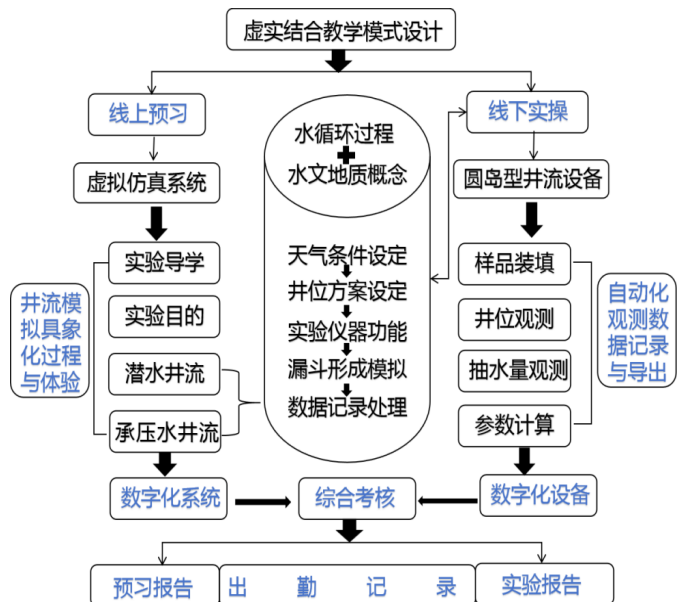 虚实结合教学模式设计
线上预习
线下实操
水循环过程
水文地质概念
虚拟仿真系统
圆岛型井流设备
实验导学
实验目的
潜水井流
承压水井流
井流模
拟具象
化过程
与体验
天气条件设定
井位方案设定
实验仪器功能
漏斗形成模拟
数据记录处理
样品装填
井位观测
抽水量观测
参数计算
自动化
观测数
据记录
与导出
数字化系统
综合考核
数字化设备
预习报告
出勤记录
实验报告